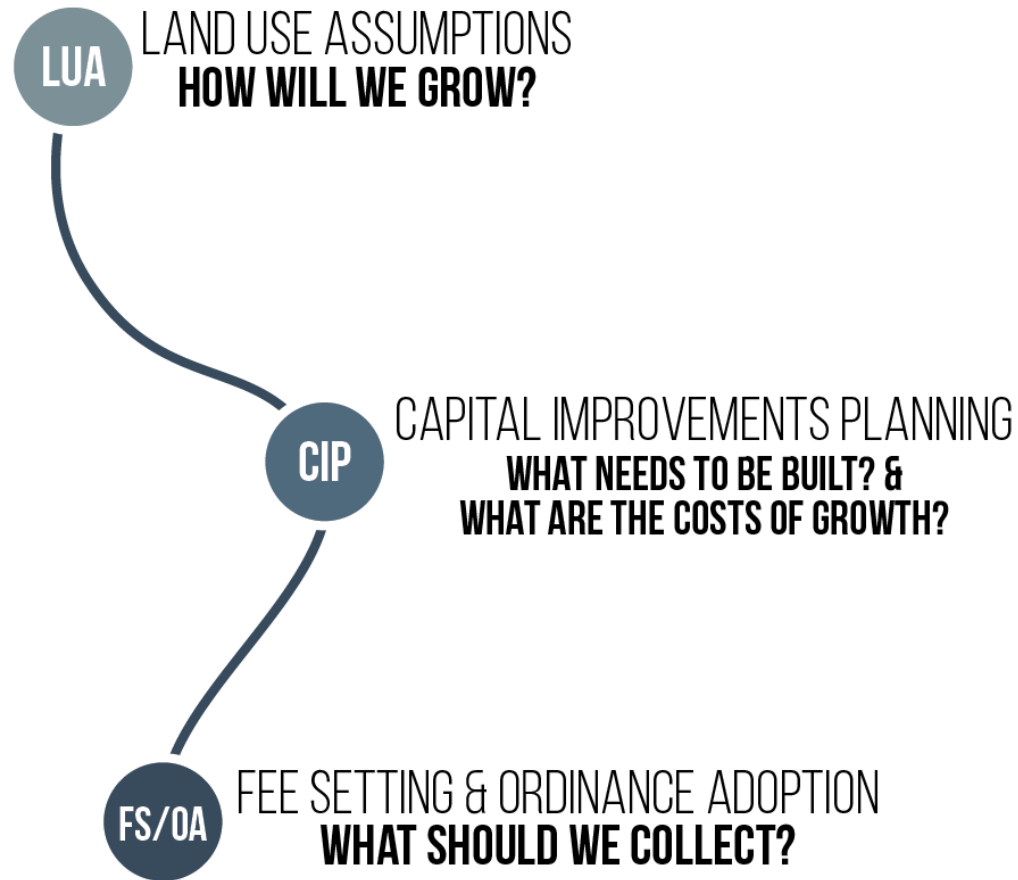 LUA
LAND USE ASSUMPTIONS
HOW WILL WE GROW?
CIP
CAPITAL IMPROVEMENTS PLANNING
WHAT NEEDS TO BE BUILT? &
WHAT ARE THE COSTS OF GROWTH?
FS/OA
FEE SETTING & ORDINANCE ADOPTION
WHAT SHOULD WE COLLECT?